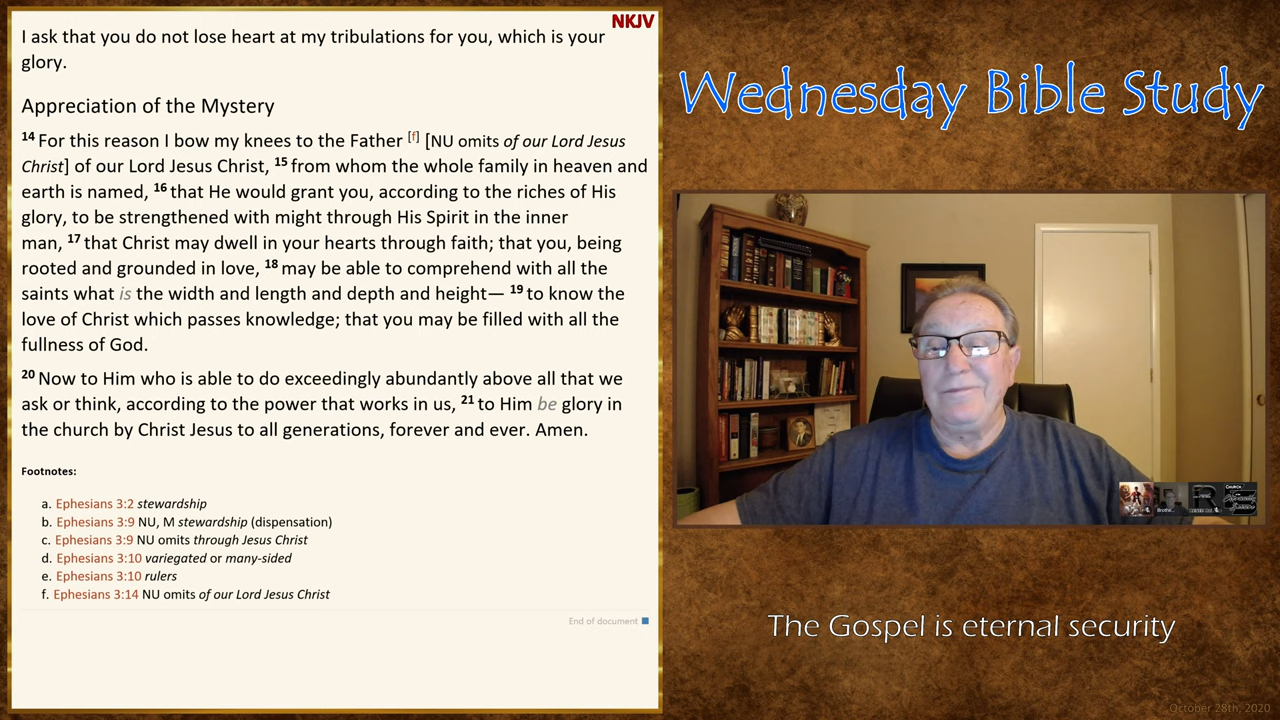 NKJV
I ask that you do not lose heart at my tribulations for you, which is your
glory.
Appreciation of the Mystery
14 For this reason I bow my knees to the Father [f] [NU omits of our Lord Jesus
Christ] of our Lord Jesus Christ, 15 from whom the whole family in heaven and
earth is named, 16 that He would grant you, according to the riches of His
glory, to be strengthened with might through His Spirit in the inner
man, 17 that Christ may dwell in your hearts through faith; that you, being
rooted and grounded in love, 18 may be able to comprehend with all the
saints what is the width and length and depth and height— 19 to know the
love of Christ which passes knowledge; that you may be filled with all the
fullness of God.
20 Now to Him who is able to do exceedingly abundantly above all that we
ask or think, according to the power that works in us, 21 to Him be glory in
the church by Christ Jesus to all generations, forever and ever. Amen.
Footnotes:
a. Ephesians 3:2 stewardship
b. Ephesians 3:9 NU, M stewardship (dispensation)
c. Ephesians 3:9 NU omits through Jesus Christ
d. Ephesians 3:10 variegated or many-sided
e. Ephesians 3:10 rulers
f. Ephesians 3:14 NU omits of our Lord Jesus Christ
End of document
Wednesday Bible Study
Brothe...
CHURCH
The Gospel is eternal security
October 28th, 2020